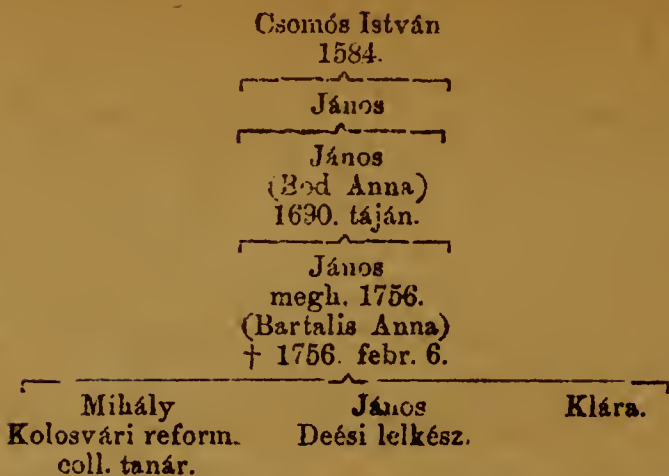 Csomós István
1584.
János
János
(Bod Anna)
1690. táján.
János
megh. 1756.
(Bartalis Anna)
† 1756. febr. 6.
Mihály János Klára.
Kolosvári reform. Deési lelkész.
coll. tanár.